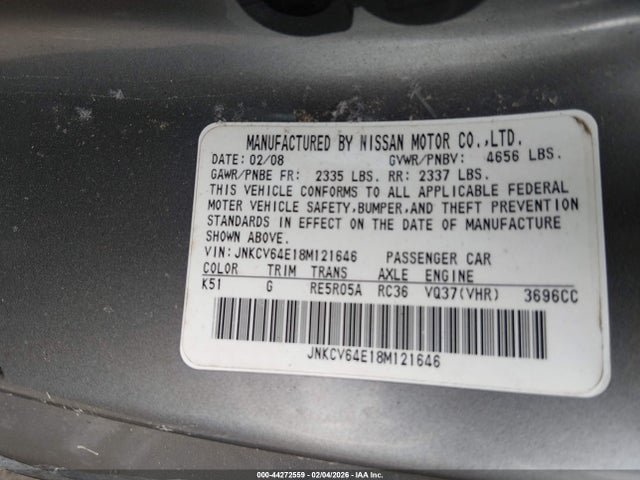 MANUFACTURED BY NISSAN MOTOR CO.,LTD.
DATE: 02/08 GVWR/PNBV: 4656 LBS.
GAWR/PNBE FR: 2335 LBS. RR: 2337 LBS.
THIS VEHICLE CONFORMS TO ALL APPLICABLE FEDERAL
MOTOR VEHICLE SAFETY,BUMPER,AND THEFT PREVENTION
STANDARDS IN EFFECT ON THE DATE OF MANUFACTURE
SHOWN ABOVE.
VIN: JNKCV64E18M121646 PASSENGER CAR
COLOR TRIM TRANS AXLE ENGINE
K51 G RE5R05A RC36 VQ37(VHR) 3696CC
JNKCV64E18M121646
000-44272559 - 02/04/2026 - IAA Inc.